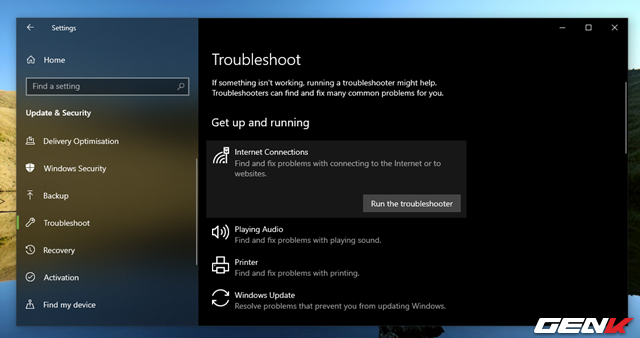 Settings
Home
Find a setting
Update & Security
Delivery Optimisation
Windows Security
Backup
Troubleshoot
Recovery
Activation
Find my device
Troubleshoot
If something isn't working, running a troubleshooter might help.
Troubleshooters can find and fix many common problems for you.
Get up and running
Internet Connections
Find and fix problems with connecting to the Internet or to
websites.
Run the troubleshooter
Playing Audio
Find and fix problems with playing sound.
Printer
Find and fix problems with printing.
Windows Update
Resolve problems that prevent you from updating Windows.
GENK